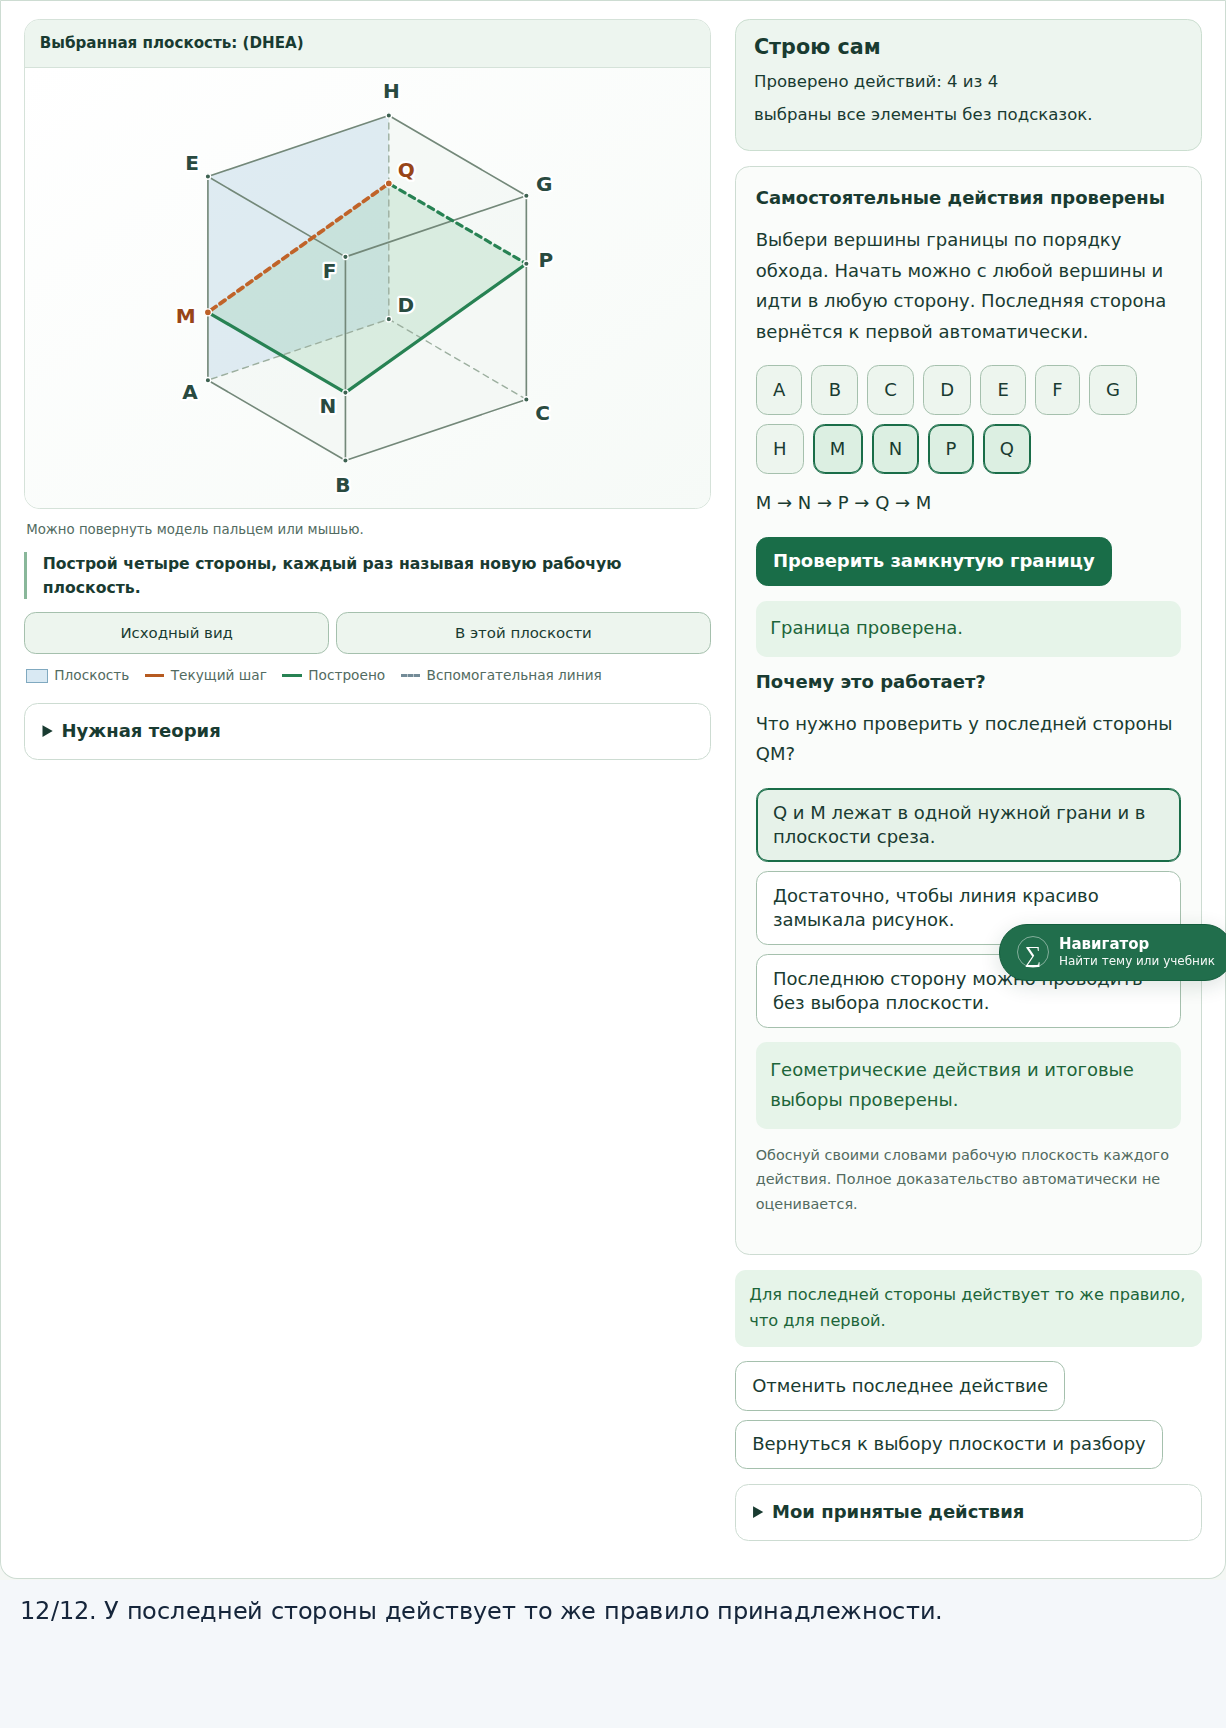 Выбранная плоскость: (DHEA)
H
E
Q
G
F
P
M
D
A
N
C
B
Можно повернуть модель пальцем или мышью.
Построй четыре стороны, каждый раз называя новую рабочую
плоскость.
Исходный вид
В этой плоскости
Плоскость
Текущий шаг
Построено
Вспомогательная линия
Нужная теория
Строю сам
Проверено действий: 4 из 4
выбраны все элементы без подсказок.
Самостоятельные действия проверены
Выбери вершины границы по порядку
обхода. Начать можно с любой вершины и
идти в любую сторону. Последняя сторона
вернётся к первой автоматически.
A B C D E F G
H M N P Q
M → N → P → Q → M
Проверить замкнутую границу
Граница проверена.
Почему это работает?
Что нужно проверить у последней стороны
QM?
Q и M лежат в одной нужной грани и в
плоскости среза.
Достаточно, чтобы линия красиво
замыкала рисунок.
∑ Навигатор
Найти тему или учебник
Последнюю сторону можно проводить
без выбора плоскости.
Геометрические действия и итоговые
выборы проверены.
Обоснуй своими словами рабочую плоскость каждого
действия. Полное доказательство автоматически не
оценивается.
Для последней стороны действует то же правило,
что для первой.
Отменить последнее действие
Вернуться к выбору плоскости и разбору
Мои принятые действия
12/12. У последней стороны действует то же правило принадлежности.